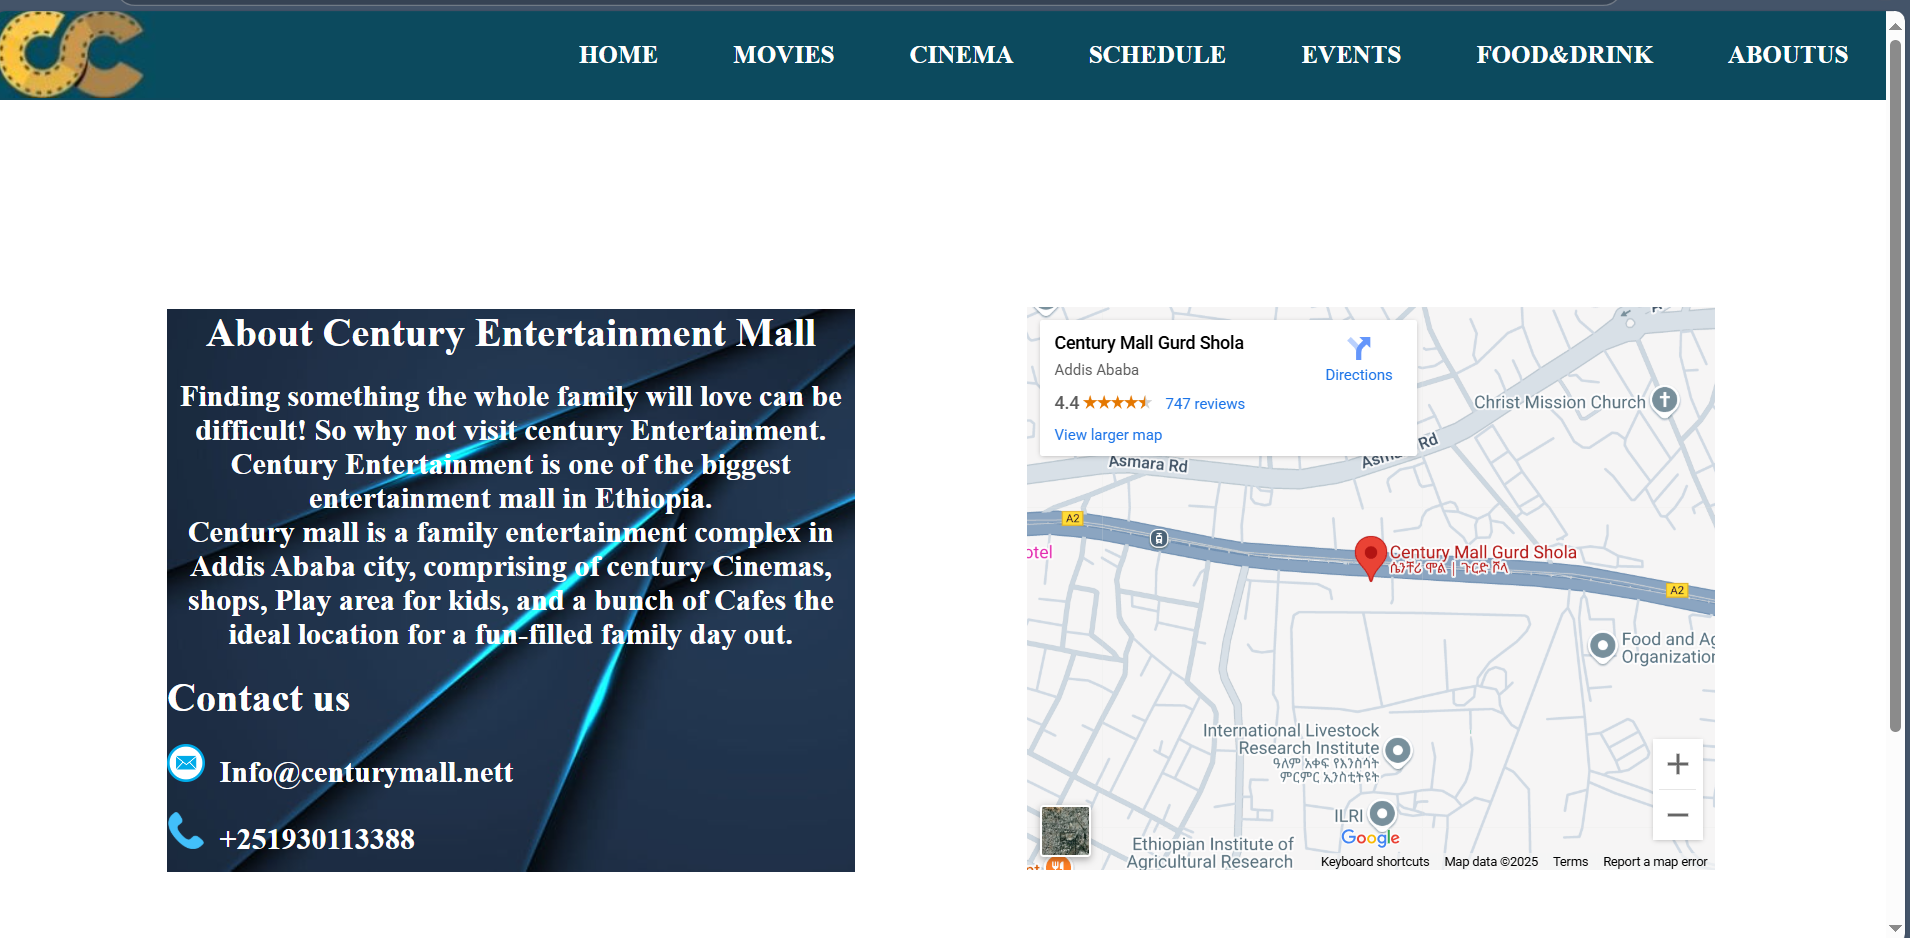 CC
HOME MOVIES CINEMA SCHEDULE EVENTS FOOD&DRINK ABOUTUS
About Century Entertainment Mall
Finding something the whole family will love can be
difficult! So why not visit century Entertainment.
Century Entertainment is one of the biggest
entertainment mall in Ethiopia.
Century mall is a family entertainment complex in
Addis Ababa city, comprising of century Cinemas,
shops, Play area for kids, and a bunch of Cafes the
ideal location for a fun-filled family day out.
Contact us
Info@centurymall.nett
+251930113388
Century Mall Gurd Shola
Addis Ababa
4.4 747 reviews
View larger map
Directions
Christ Mission Church
Asmara Rd
Rd
A2
otel
Century Mall Gurd Shola
ሴንቸሪ ሞል | ጉርድ ሾላ
A2
Food and Ag
Organization
International Livestock
Research Institute
ዓለም አቀፍ የእንስሳት
ምርምር ኢንስቲትዩት
ILRI
Google
Ethiopian Institute of
Agricultural Research
Keyboard shortcuts Map data ©2025 Terms Report a map error